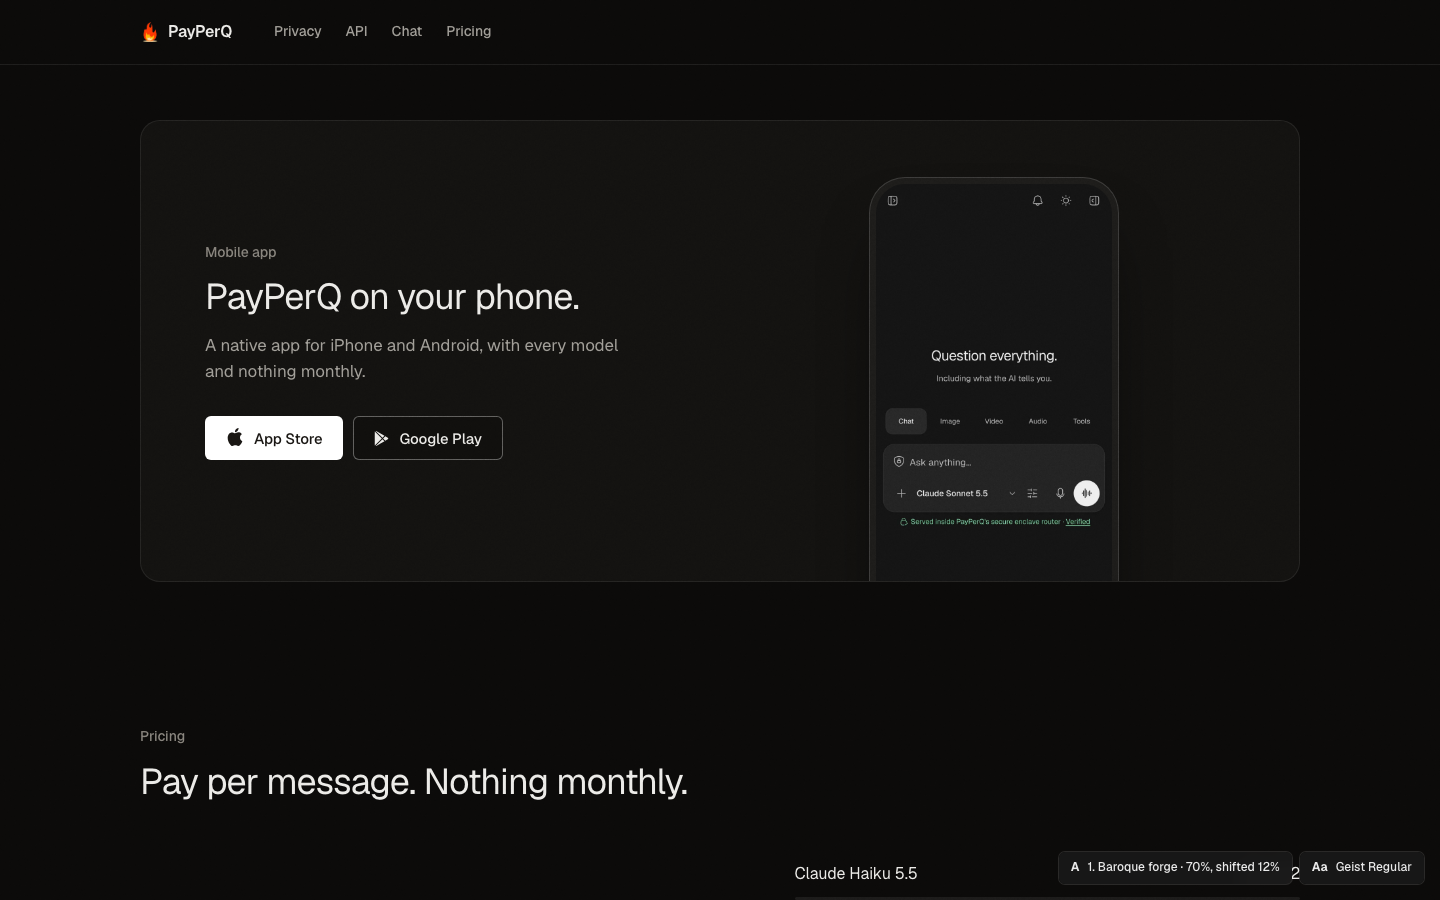 PayPerQ
Privacy
API
Chat
Pricing
Mobile app
PayPerQ on your phone.
A native app for iPhone and Android, with every model
and nothing monthly.
App Store
Google Play
Question everything.
Including what the AI tells you.
Chat
Image
Video
Audio
Tools
Ask anything...
Claude Sonnet 5.5
Served inside PayPerQ's secure enclave router · Verified
Pricing
Pay per message. Nothing monthly.
Claude Haiku 5.5
2
A 1. Baroque forge · 70%, shifted 12%
Aa Geist Regular